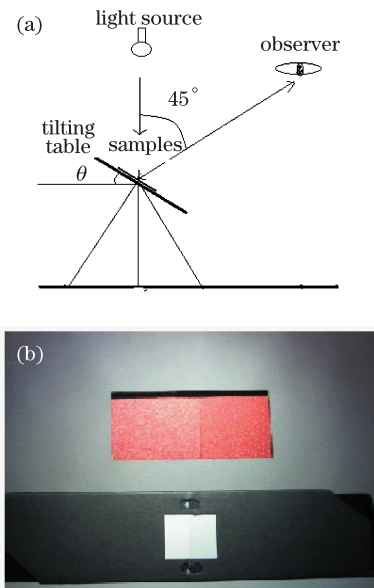 (a)
light source
observer
45°
tilting
table
samples
θ
(b)